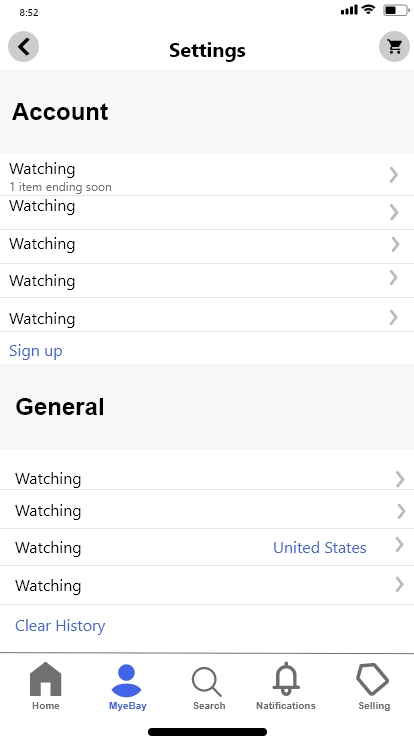 8:52
Settings
Account
Watching
1 item ending soon
Watching
Watching
Watching
Watching
Sign up
General
Watching
Watching
Watching United States
Watching
Clear History
Home MyeBay Search Natifications Selling